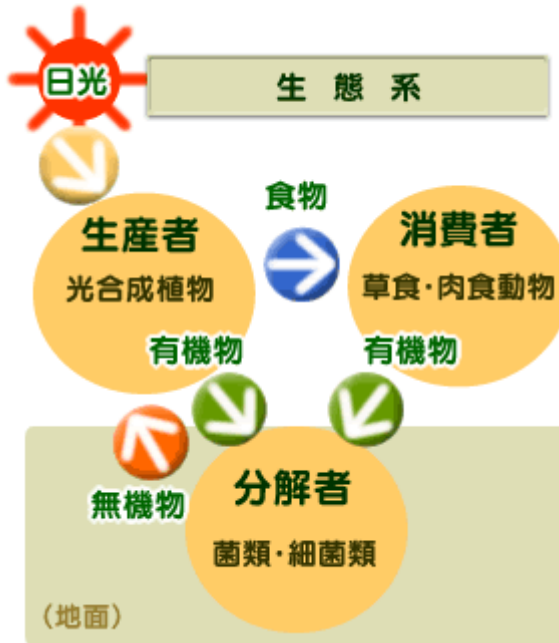 日光
生態系
食物
生産者
光合成植物
消費者
草食・肉食動物
有機物
有機物
無機物
分解者
菌類・細菌類
(地面)